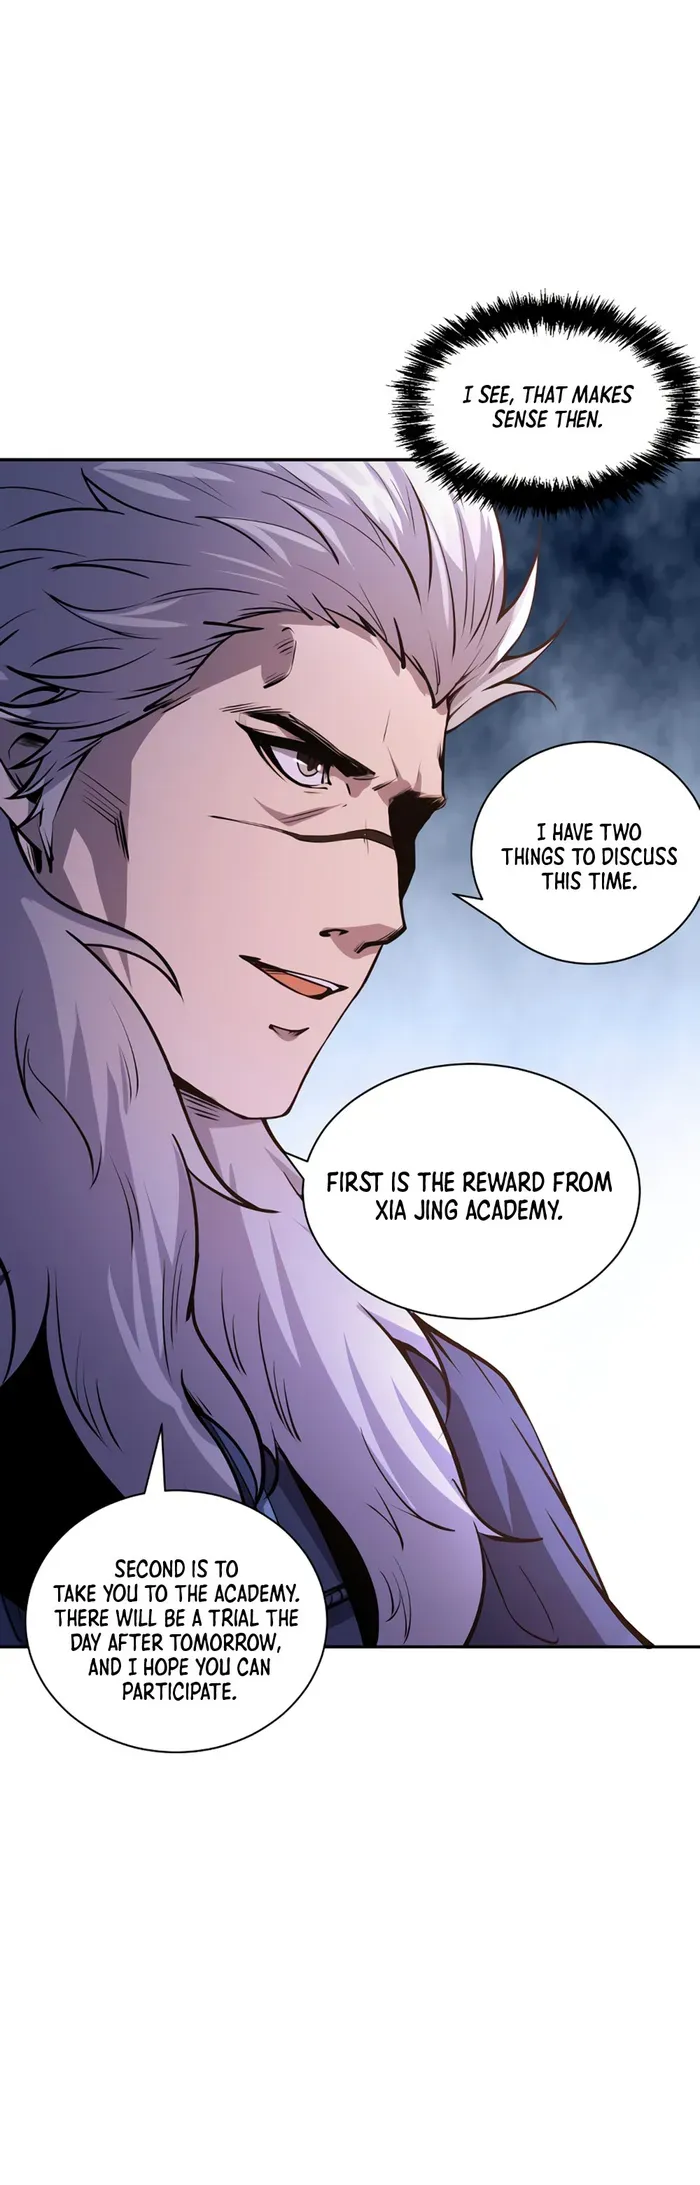 I SEE, THAT MAKES
SENSE THEN.
I HAVE TWO
THINGS TO DISCUSS
THIS TIME.
FIRST IS THE REWARD FROM
XIA JING ACADEMY.
SECOND IS TO
TAKE YOU TO THE ACADEMY.
THERE WILL BE A TRIAL THE
DAY AFTER TOMORROW,
AND I HOPE YOU CAN
PARTICIPATE.